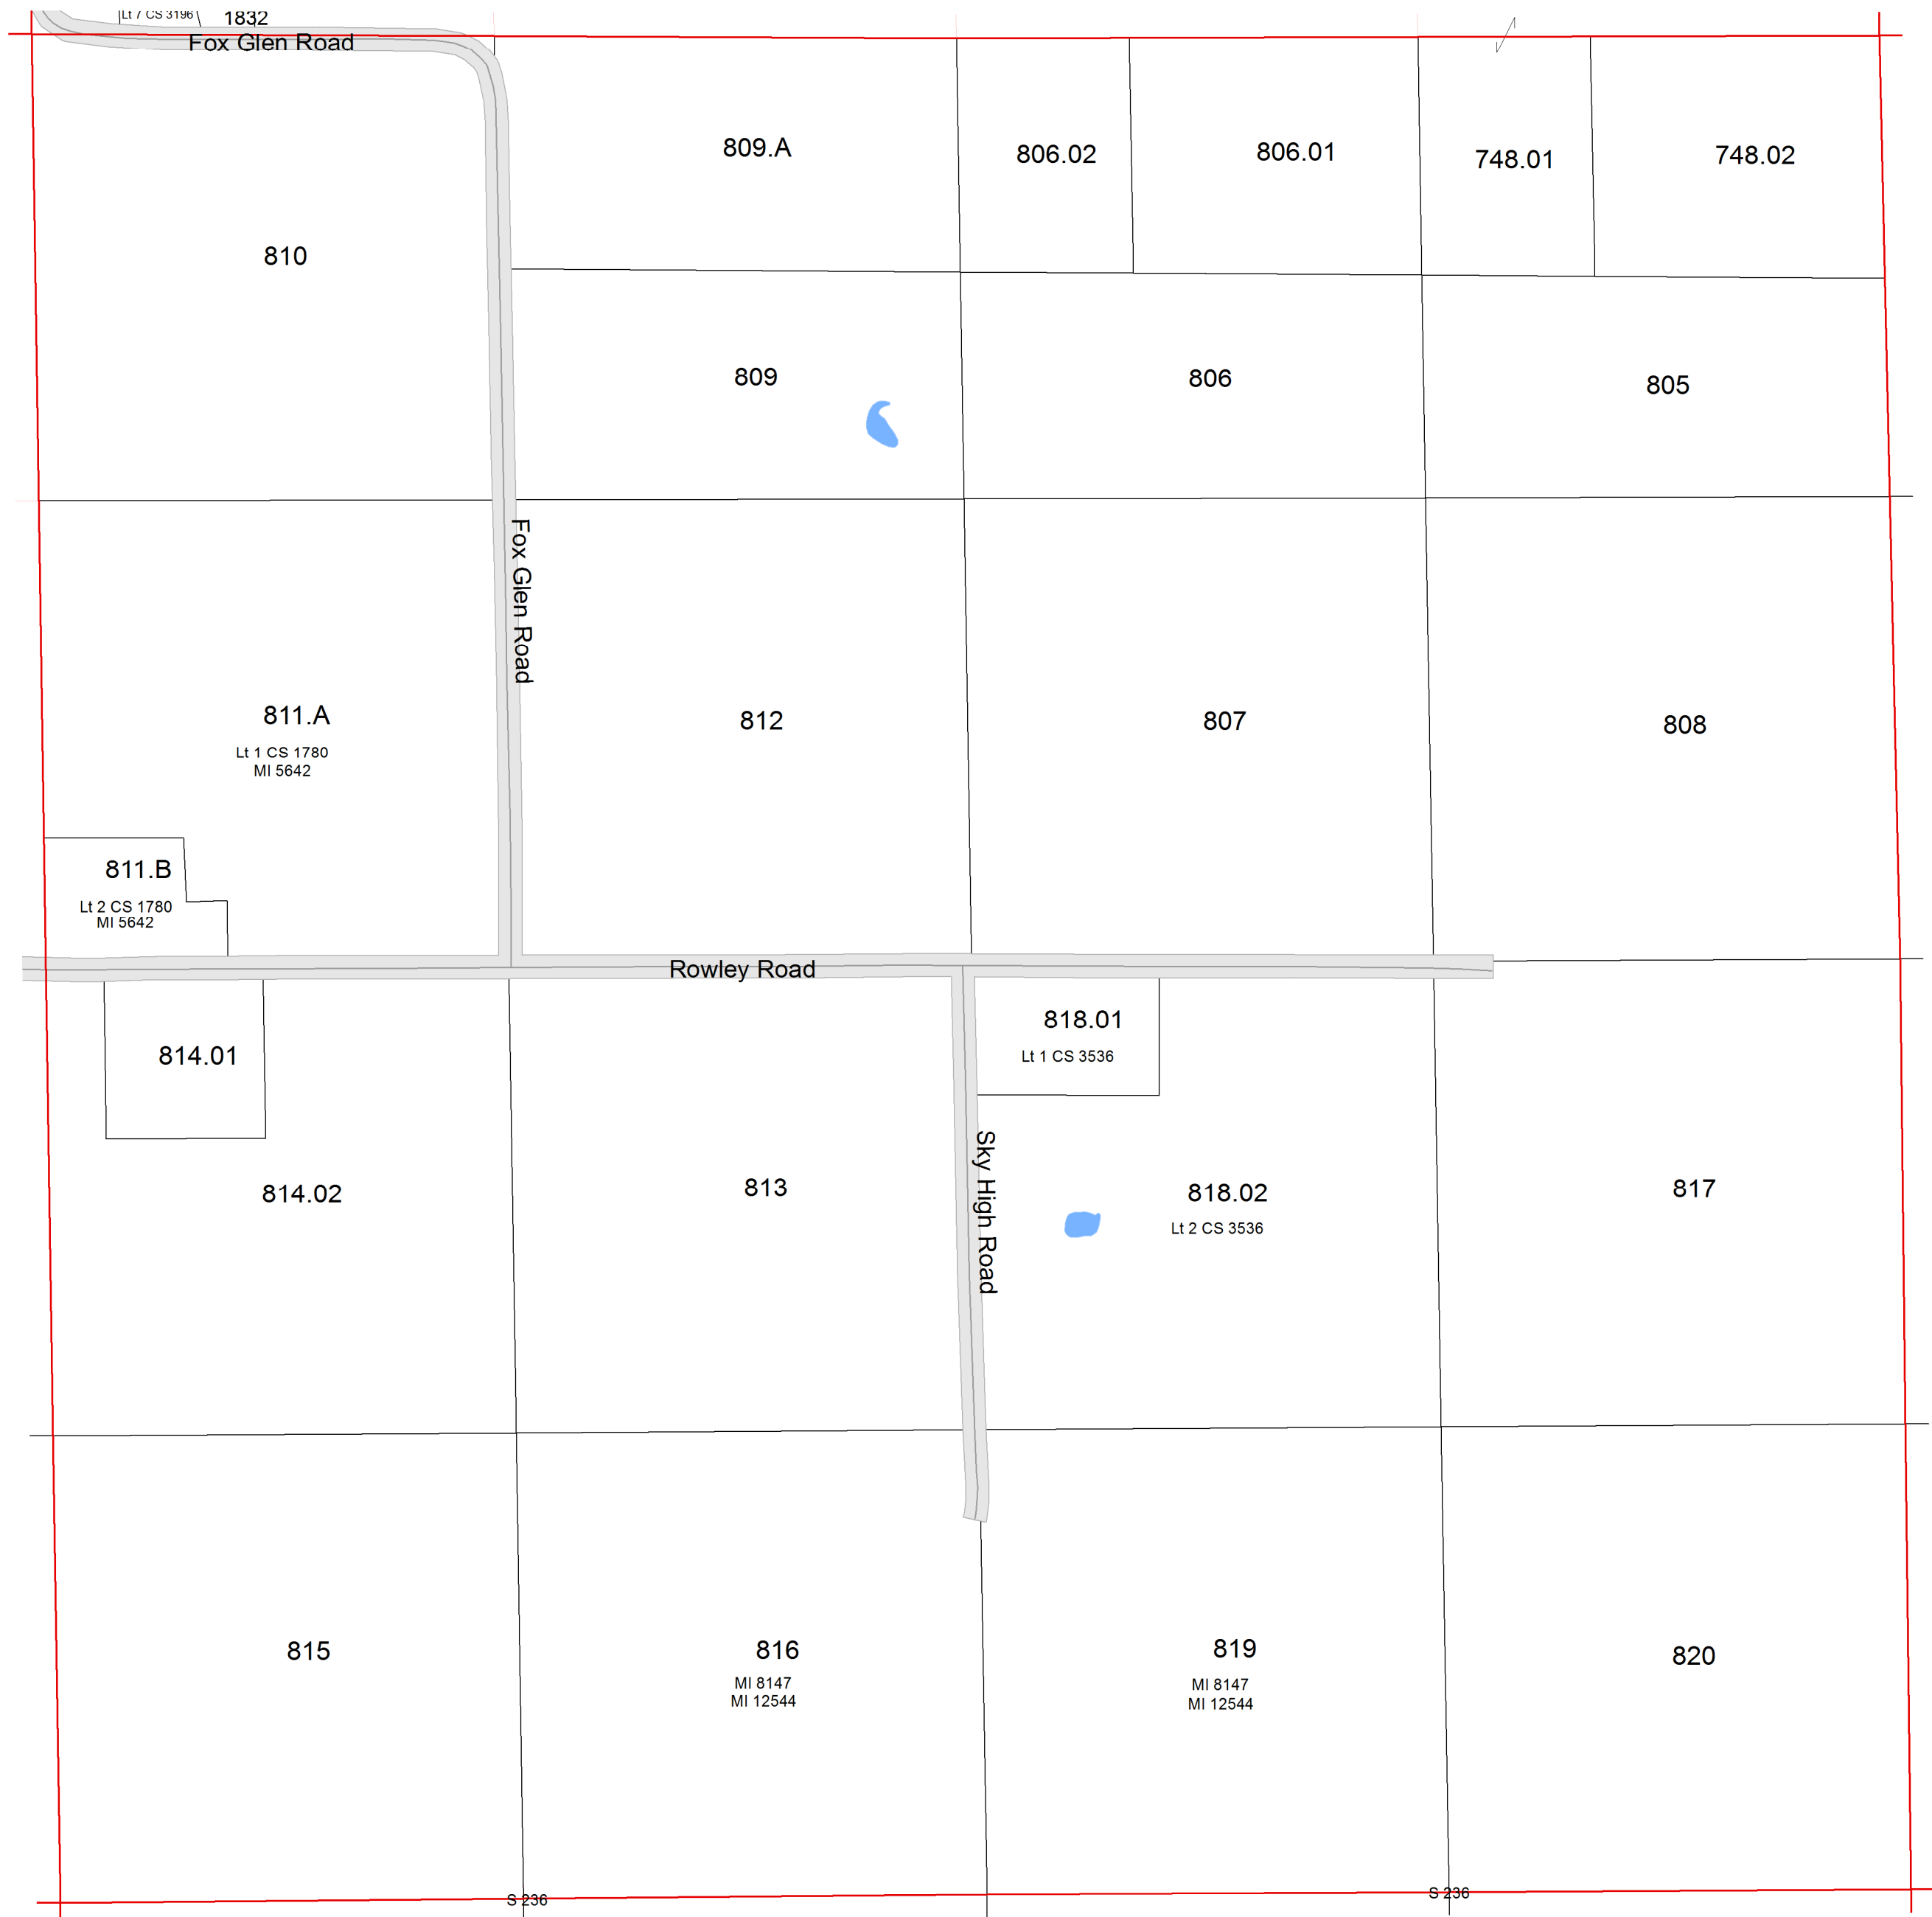 Lt 7 CS 3196
1832
Fox Glen Road
809.A
806.02
806.01
748.01
748.02
810
809
806
805
Fox Glen Road
811.A
Lt 1 CS 1780
MI 5642
812
807
808
811.B
Lt 2 CS 1780
MI 5642
Rowley Road
814.01
818.01
Lt 1 CS 3536
814.02
813
Sky High Road
818.02
Lt 2 CS 3536
817
815
816
MI 8147
MI 12544
819
MI 8147
MI 12544
820
S 236
S 236